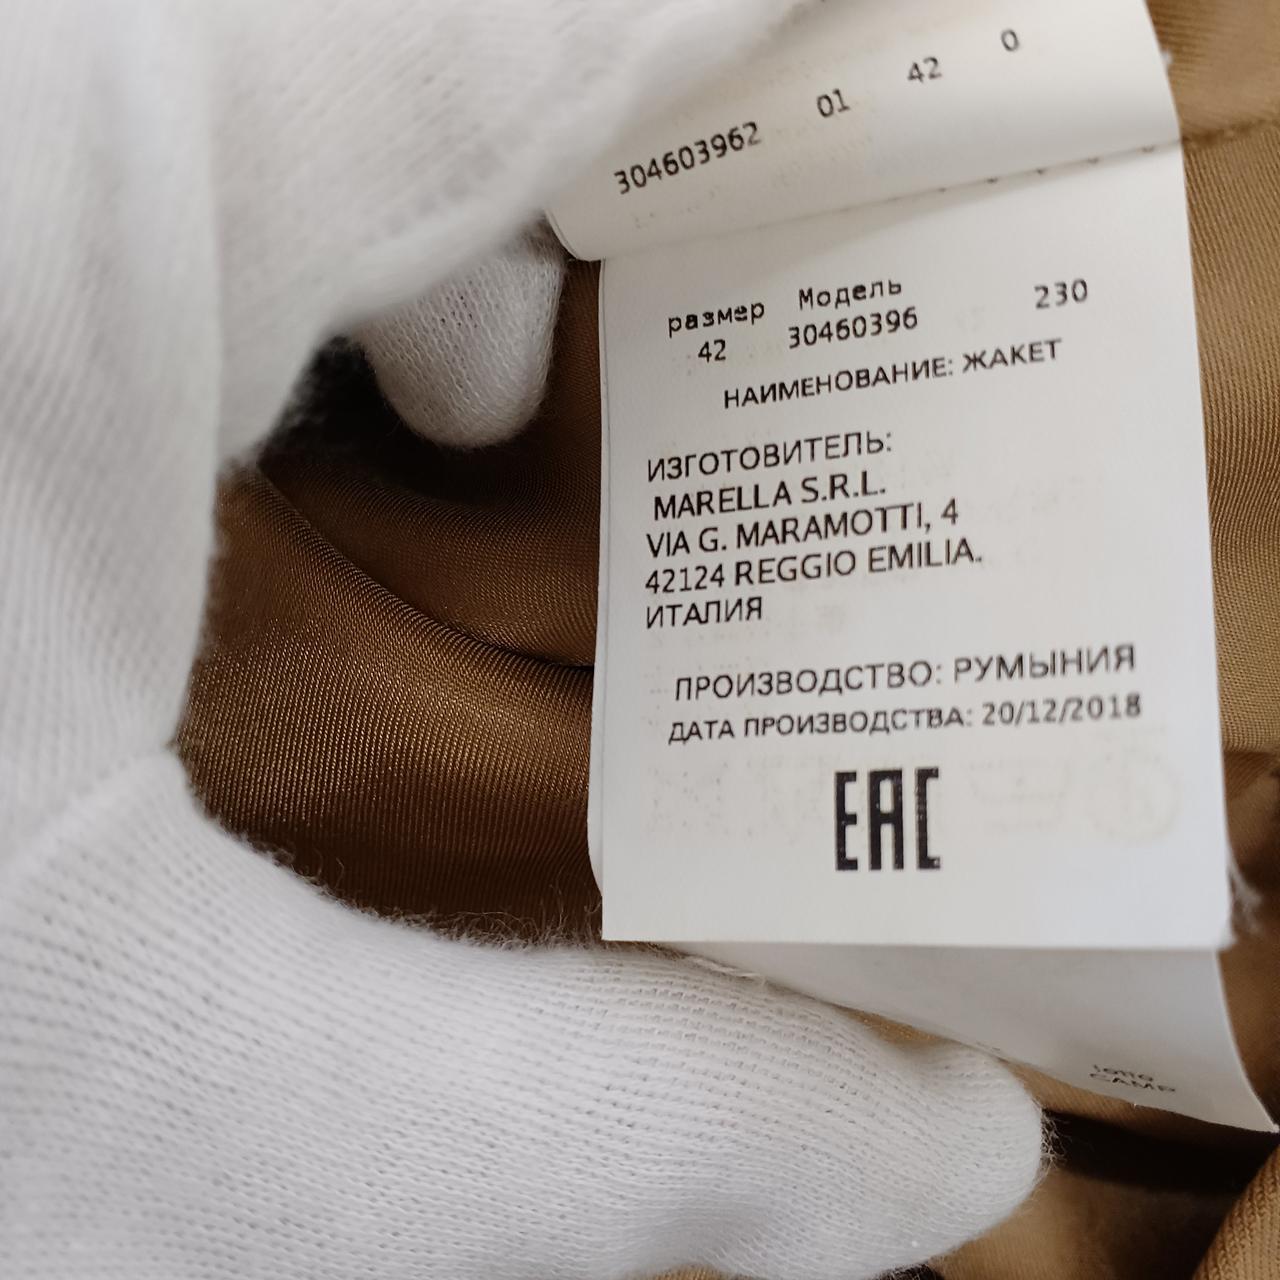 304603962 01 42 0
размер Модель 230
42 30460396
НАИМЕНОВАНИЕ: ЖАКЕТ
ИЗГОТОВИТЕЛЬ:
MARELLA S.R.L.
VIA G. MARAMOTTI, 4
42124 REGGIO EMILIA.
ИТАЛИЯ
ПРОИЗВОДСТВО: РУМЫНИЯ
ДАТА ПРОИЗВОДСТВА: 20/12/2018
EAC